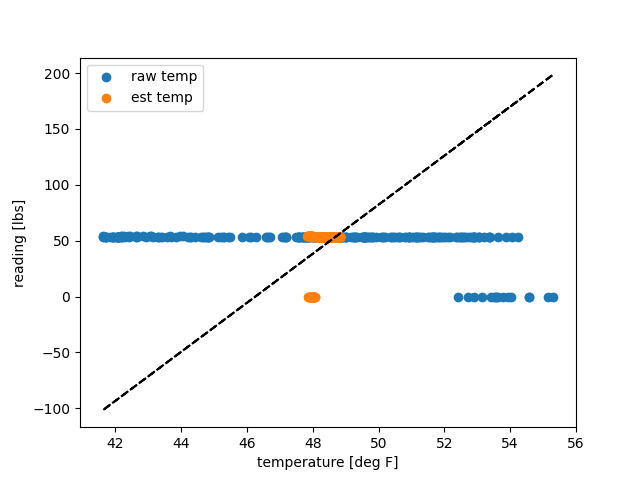 raw temp
est temp
200
150
100
50
0
−50
−100
reading [lbs]
42 44 46 48 50 52 54 56
temperature [deg F]